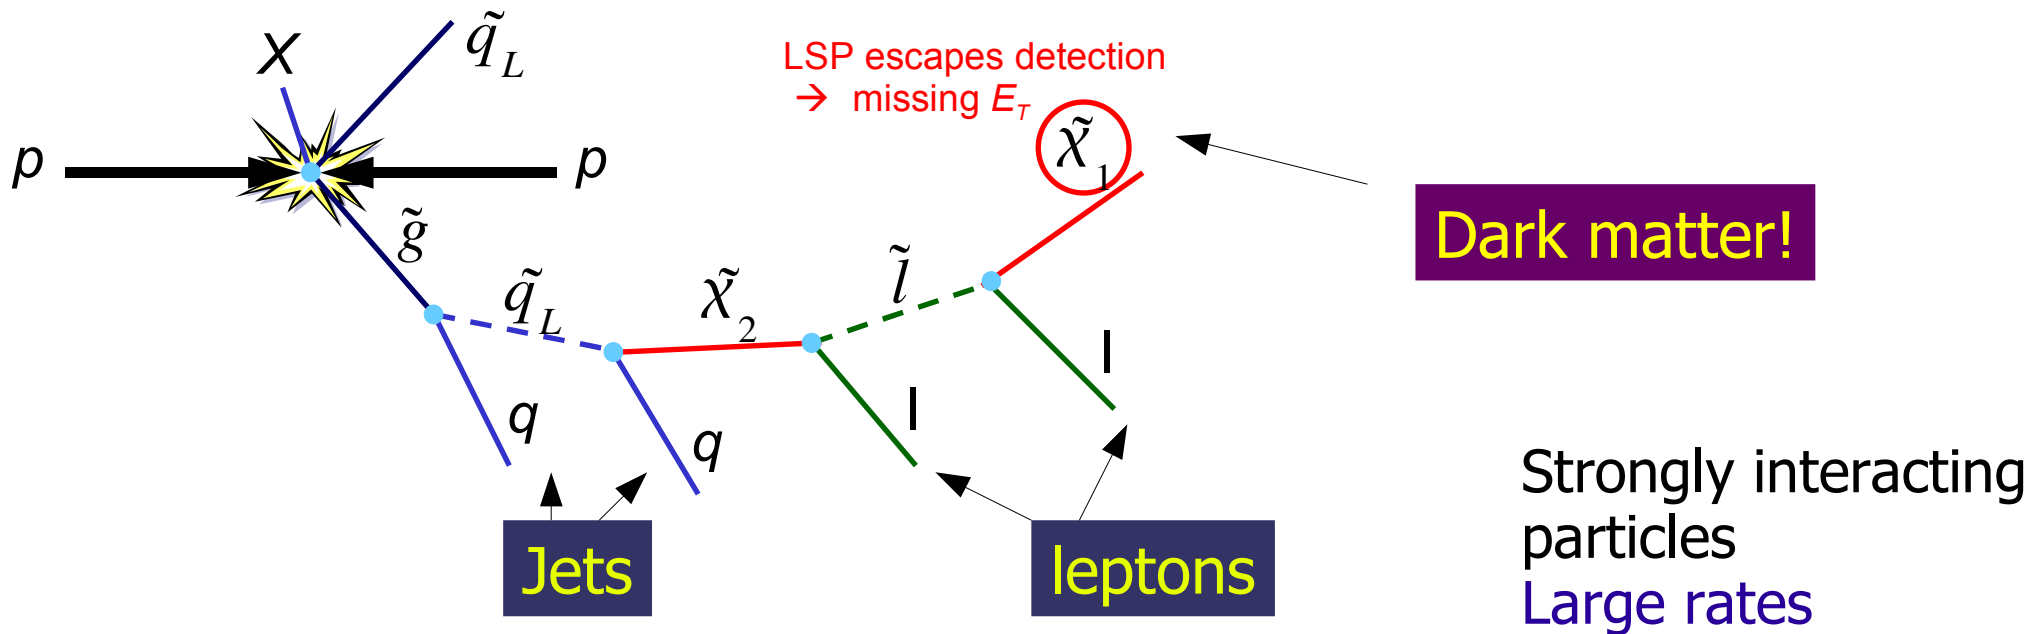 X
q̃L
LSP escapes detection
→ missing ET
p
p
χ̃1
g̃
Dark matter!
q̃L
χ̃2
l̃
l
l
q
q
Strongly interacting
particles
Jets
leptons
Large rates